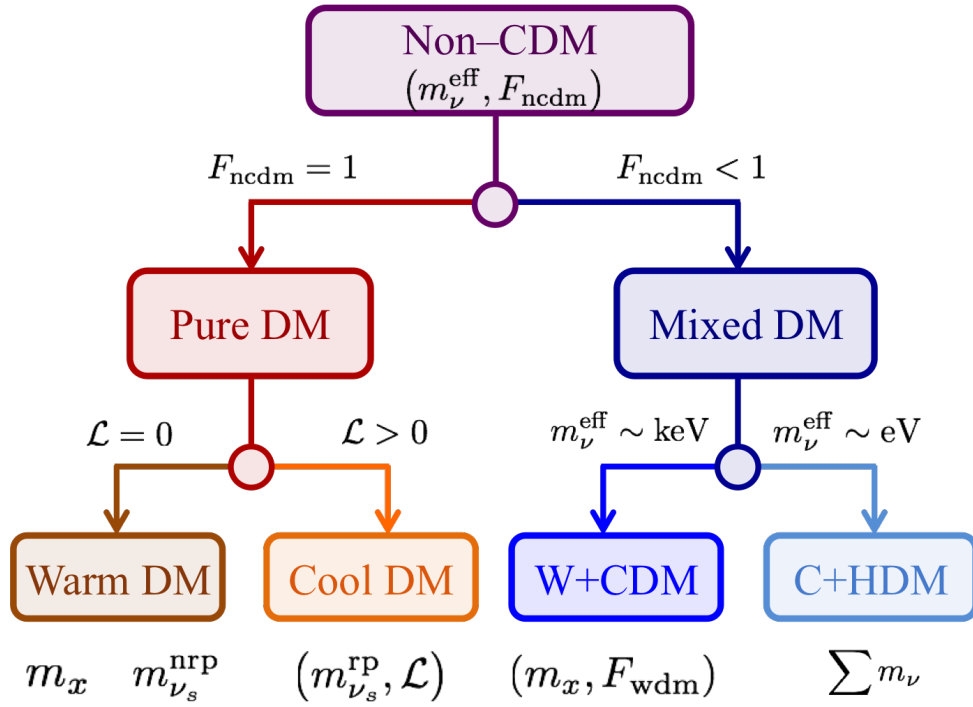 Non–CDM
(m_ν^eff, F_ncdm)
F_ncdm = 1
F_ncdm < 1
Pure DM
Mixed DM
ℒ = 0
ℒ > 0
m_ν^eff ∼ keV
m_ν^eff ∼ eV
Warm DM
Cool DM
W+CDM
C+HDM
m_x
m_{ν_s}^nrp
(m_{ν_s}^rp, ℒ)
(m_x, F_wdm)
∑ m_ν